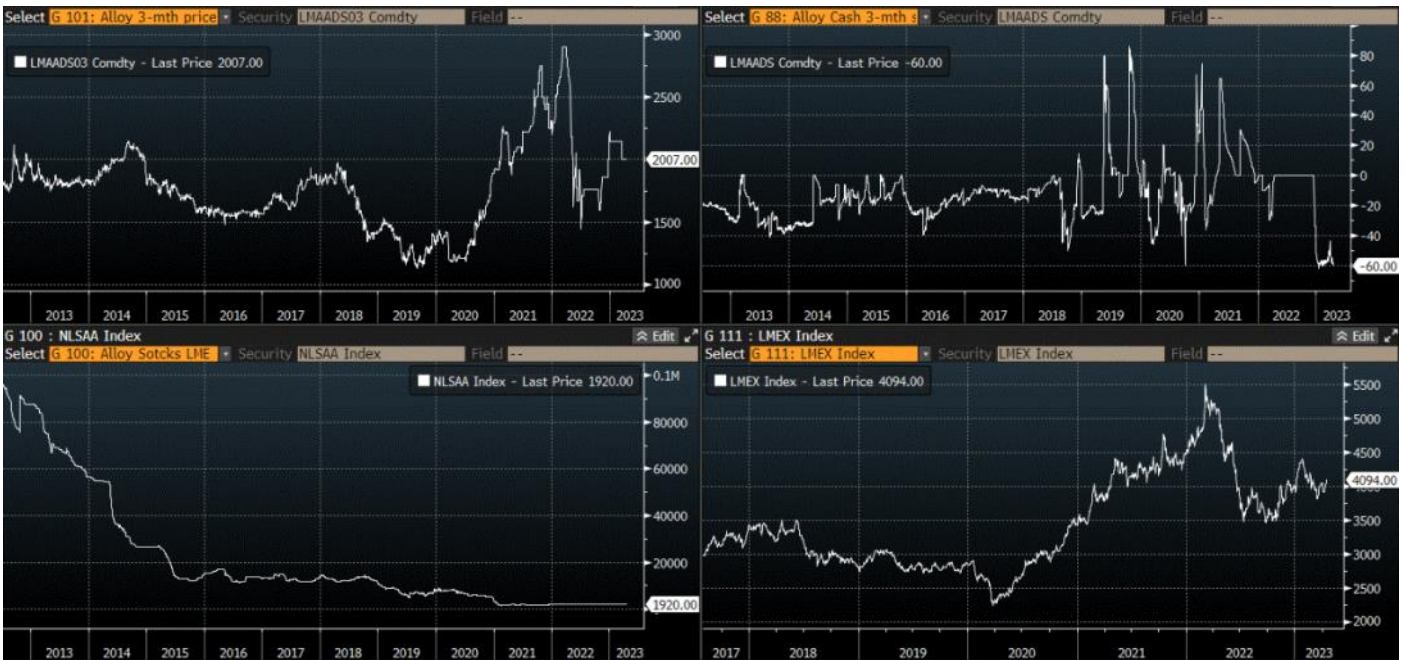 Select G 101: Alloy 3-mth price Security LMAADS03 Comdty Field --
LMAADS03 Comdty - Last Price 2007.00
3000
2500
2007.00
1500
1000
2013 2014 2015 2016 2017 2018 2019 2020 2021 2022 2023
Select G 88: Alloy Cash 3-mth s Security LMAADS Comdty Field --
LMAADS Comdty - Last Price -60.00
80
60
40
20
0
-20
-40
-60.00
2013 2014 2015 2016 2017 2018 2019 2020 2021 2022 2023
G 100 : NLSAA Index Edit
Select G 100: Alloy Sotcks LME Security NLSAA Index Field --
NLSAA Index - Last Price 1920.00
0.1M
80000
60000
40000
20000
1920.00
2013 2014 2015 2016 2017 2018 2019 2020 2021 2022 2023
G 111 : LMEX Index Edit
Select G 111: LMEX Index Security LMEX Index Field --
LMEX Index - Last Price 4094.00
5500
5000
4500
4094.00
3500
3000
2500
2000
2017 2018 2019 2020 2021 2022 2023